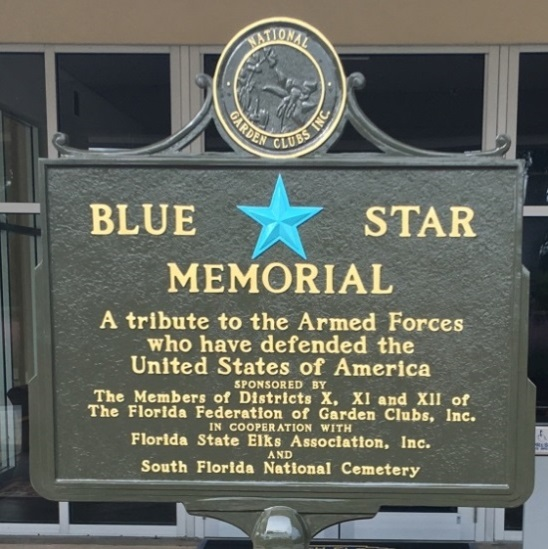 NATIONAL
GARDEN CLUBS INC.
BLUE STAR
MEMORIAL
A tribute to the Armed Forces
who have defended the
United States of America
SPONSORED BY
The Members of Districts X, XI and XII of
The Florida Federation of Garden Clubs, Inc.
IN COOPERATION WITH
Florida State Elks Association, Inc.
AND
South Florida National Cemetery